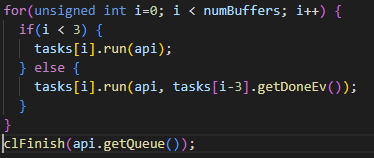 for(unsigned int i=0; i < numBuffers; i++) {
  if(i < 3) {
    tasks[i].run(api);
  } else {
    tasks[i].run(api, tasks[i-3].getDoneEv());
  }
}
clFinish(api.getQueue());